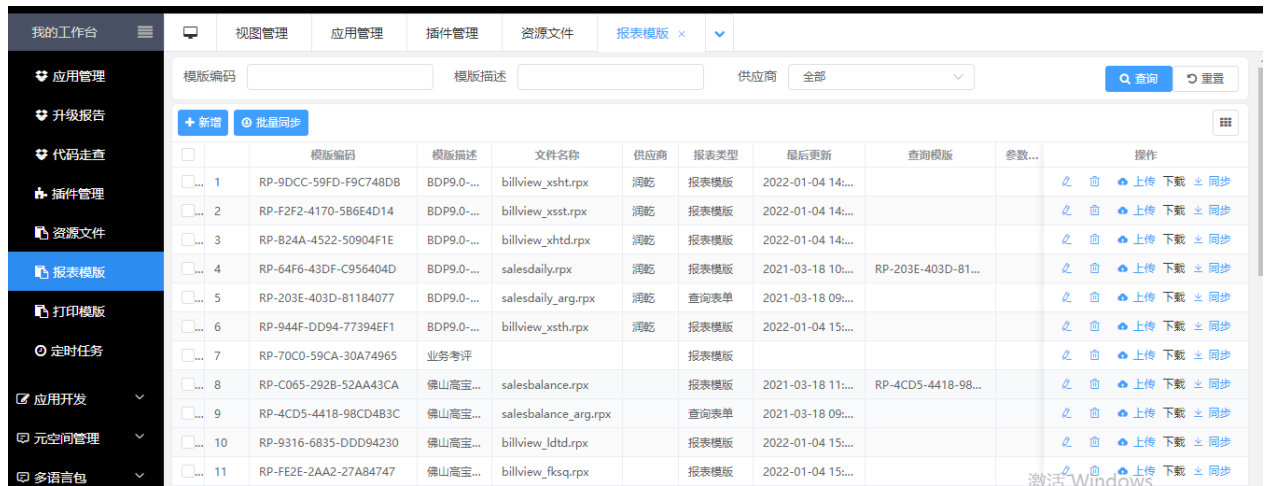 我的工作台
视图管理 应用管理 插件管理 资源文件 报表模版 ×
应用管理
升级报告
代码走查
插件管理
资源文件
报表模版
打印模版
定时任务
应用开发
元空间管理
多语言包
模版编码 模版描述 供应商 全部 查询 重置
新增 批量同步
模版编码 模版描述 文件名称 供应商 报表类型 最后更新 查询模版 参数... 操作
... 1 RP-9DCC-59FD-F9C748DB BDP9.0-... billview_xsht.rpx 润乾 报表模版 2022-01-04 14:... 上传 下载 同步
... 2 RP-F2F2-4170-5B6E4D14 BDP9.0-... billview_xsst.rpx 润乾 报表模版 2022-01-04 14:... 上传 下载 同步
... 3 RP-B24A-4522-50904F1E BDP9.0-... billview_xhtd.rpx 润乾 报表模版 2022-01-04 14:... 上传 下载 同步
... 4 RP-64F6-43DF-C956404D BDP9.0-... salesdaily.rpx 润乾 报表模版 2021-03-18 10:... RP-203E-403D-81... 上传 下载 同步
... 5 RP-203E-403D-81184077 BDP9.0-... salesdaily_arg.rpx 润乾 查询表单 2021-03-18 09:... 上传 下载 同步
... 6 RP-944F-DD94-77394EF1 BDP9.0-... billview_xsth.rpx 润乾 报表模版 2022-01-04 15:... 上传 下载 同步
... 7 RP-70C0-59CA-30A74965 业务考评 报表模版 上传 下载 同步
... 8 RP-C065-292B-52AA43CA 佛山高宝... salesbalance.rpx 报表模版 2021-03-18 11:... RP-4CD5-4418-98... 上传 下载 同步
... 9 RP-4CD5-4418-98CD4B3C 佛山高宝... salesbalance_arg.rpx 查询表单 2021-03-18 09:... 上传 下载 同步
... 10 RP-9316-6835-DDD94230 佛山高宝... billview_ldtd.rpx 报表模版 2022-01-04 15:... 上传 下载 同步
... 11 RP-FE2E-2AA2-27A84747 佛山高宝... billview_fksq.rpx 报表模版 2022-01-04 15:... 上传 下载 同步
激活 Windows